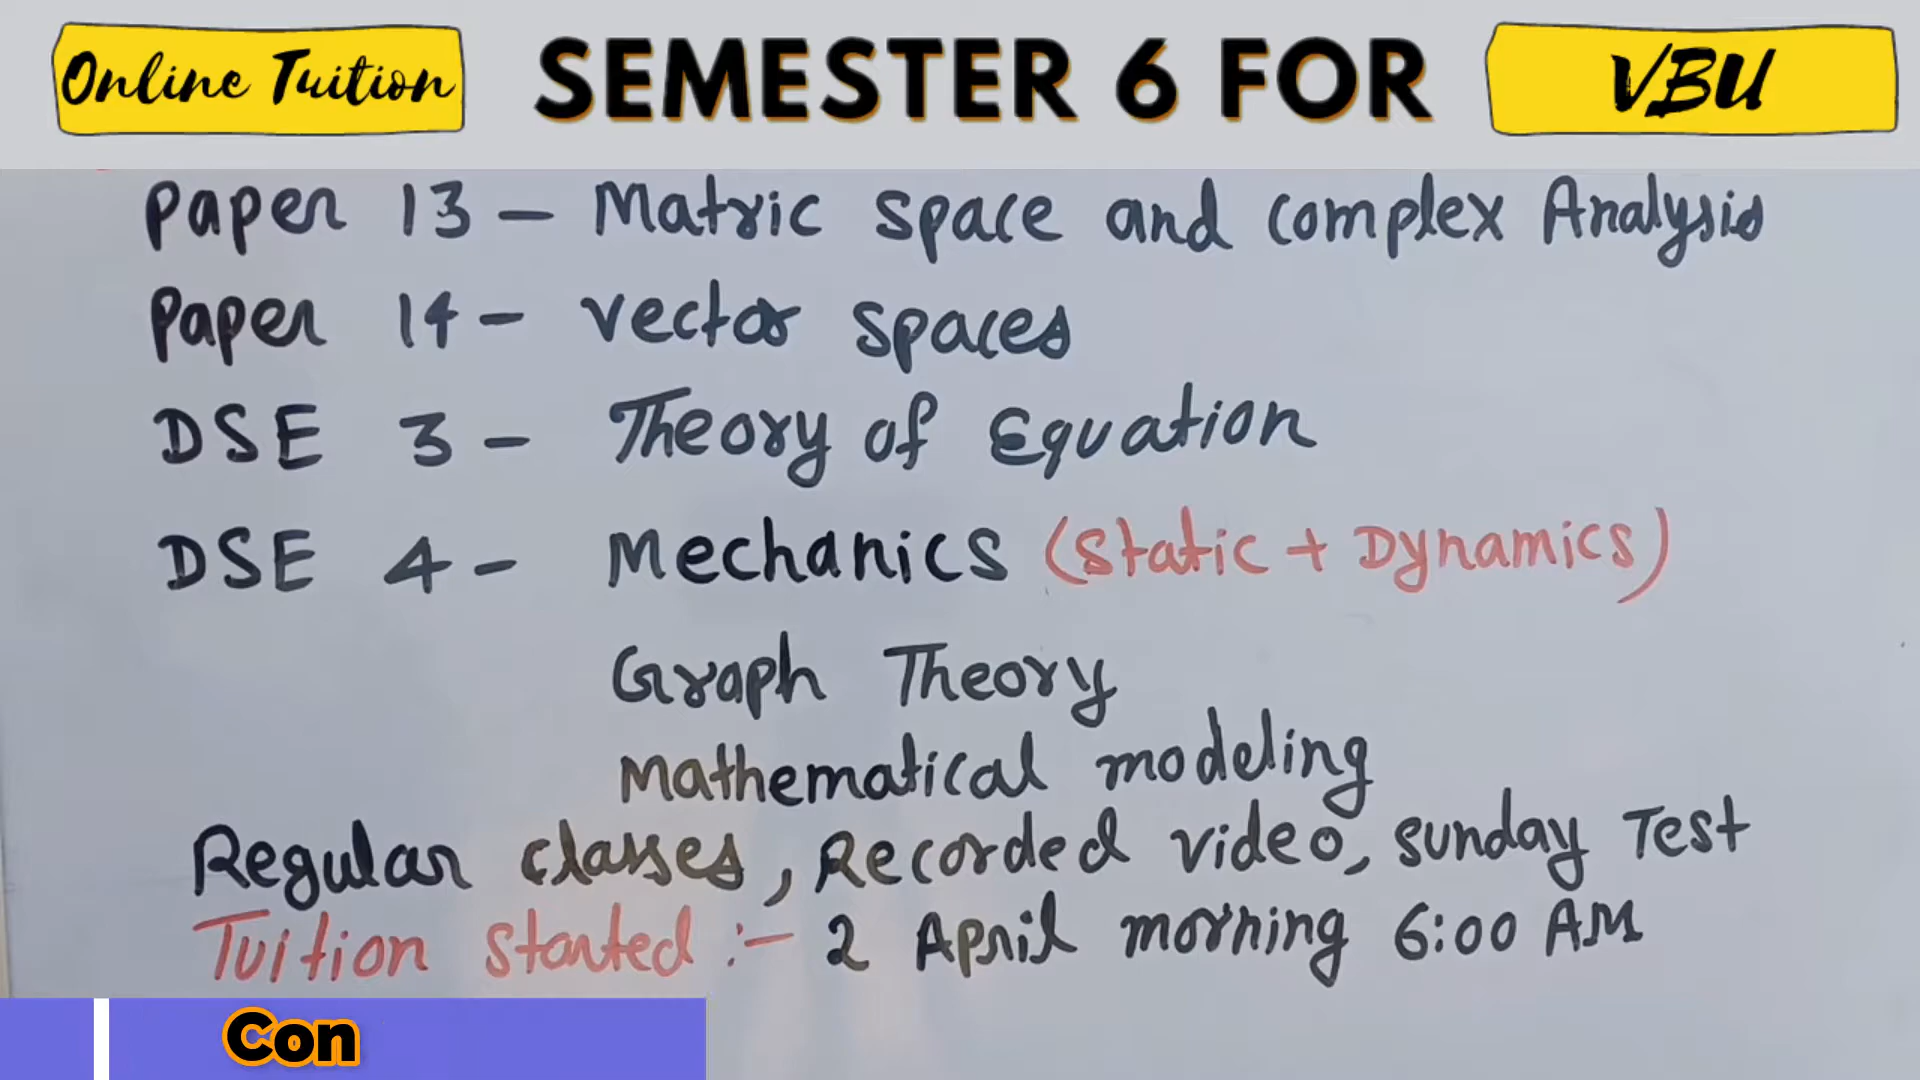 Online Tuition SEMESTER 6 FOR VBU
Paper 13 - Matric space and complex Analysis
Paper 14 - vector spaces
DSE 3 - Theory of Equation
DSE 4 - Mechanics (Static + Dynamics)
Graph Theory
Mathematical modeling
Regular classes, Recorded video, Sunday Test
Tuition started :- 2 April morning 6:00 AM
Con